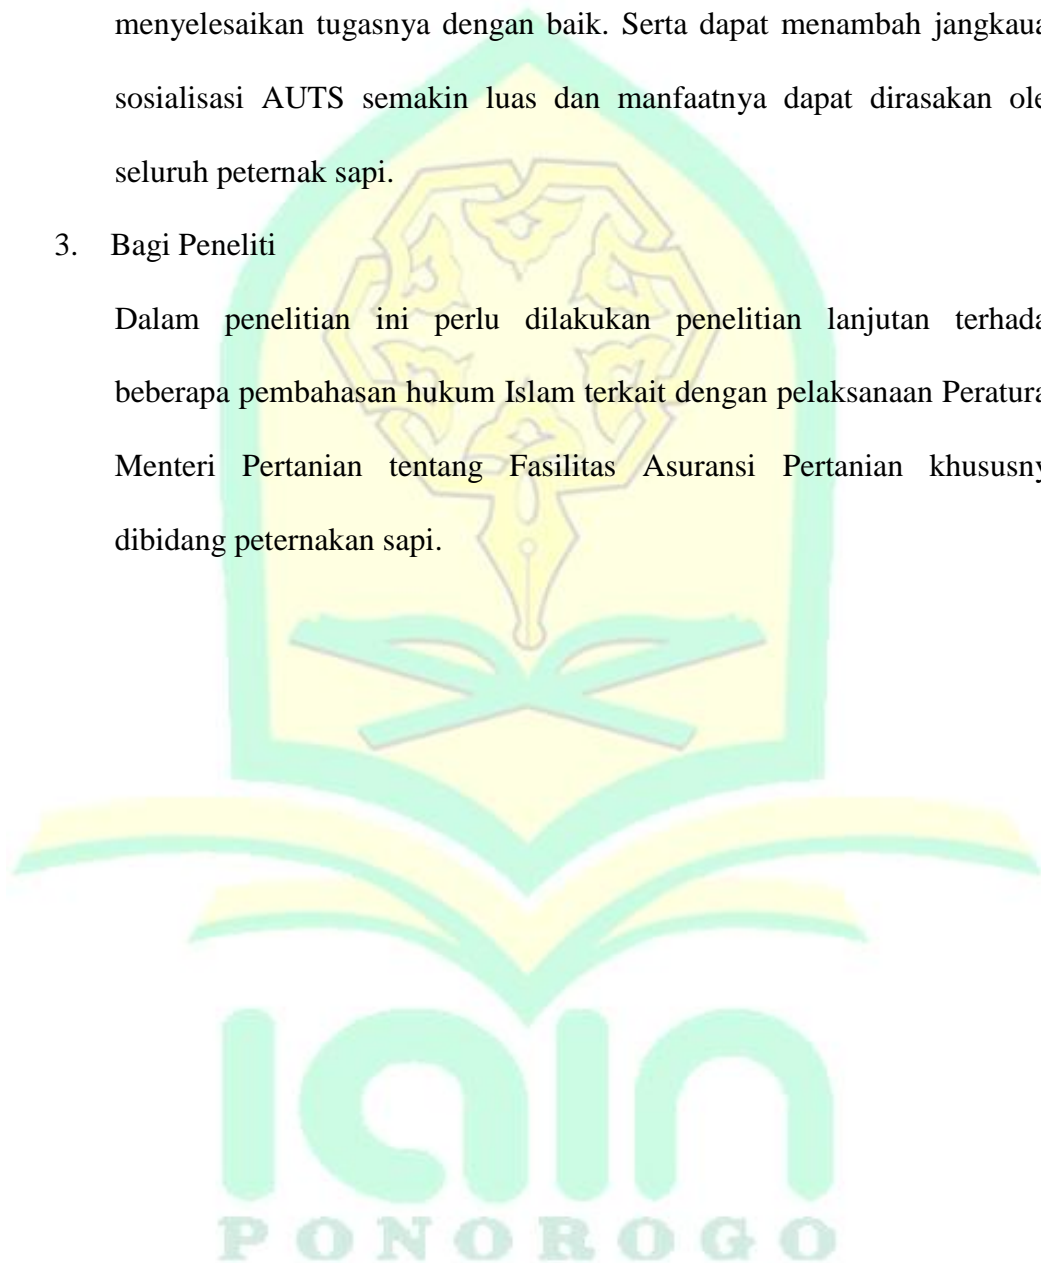 menyelesaikan tugasnya dengan baik. Serta dapat menambah jangkaua
sosialisasi AUTS semakin luas dan manfaatnya dapat dirasakan ole
seluruh peternak sapi.
3. Bagi Peneliti
Dalam penelitian ini perlu dilakukan penelitian lanjutan terhada
beberapa pembahasan hukum Islam terkait dengan pelaksanaan Peratura
Menteri Pertanian tentang Fasilitas Asuransi Pertanian khususny
dibidang peternakan sapi.
iain
PONOROGO